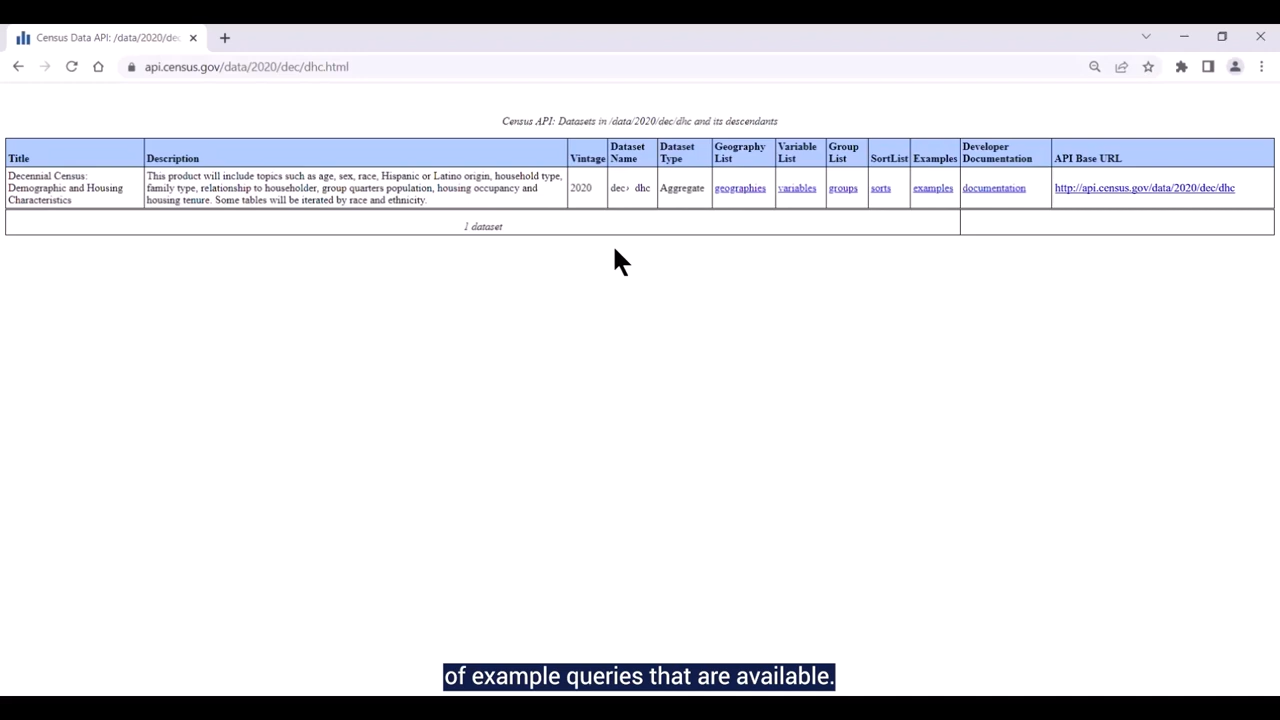 Census Data API: /data/2020/dec
api.census.gov/data/2020/dec/dhc.html
Census API: Datasets in /data/2020/dec/dhc and its descendants
Title
Description
Vintage
Dataset
Name
Dataset
Type
Geography
List
Variable
List
Group
List
SortList
Examples
Developer
Documentation
API Base URL
Decennial Census:
Demographic and Housing
Characteristics
This product will include topics such as age, sex, race, Hispanic or Latino origin, household type,
family type, relationship to householder, group quarters population, housing occupancy and
housing tenure. Some tables will be iterated by race and ethnicity.
2020
dec› dhc
Aggregate
geographies
variables
groups
sorts
examples
documentation
http://api.census.gov/data/2020/dec/dhc
1 dataset
of example queries that are available.